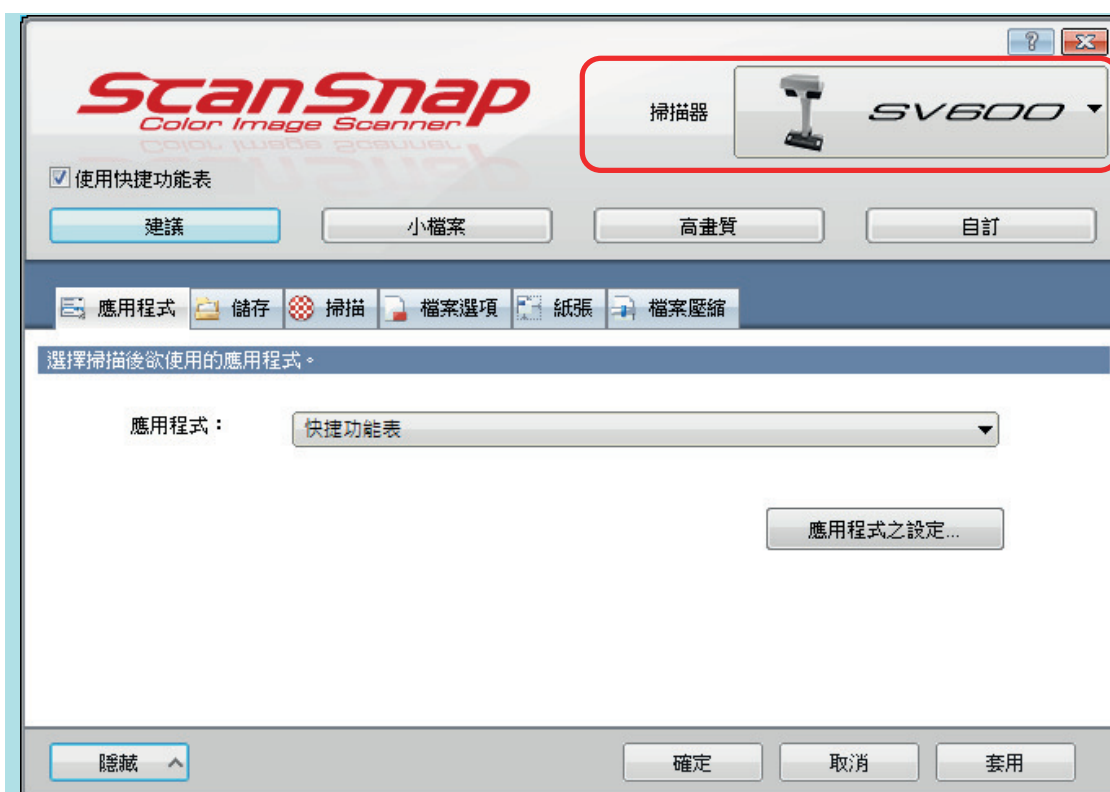 ScanSnap
Color Image Scanner
掃描器 SV600
使用快捷功能表
建議 小檔案 高畫質 自訂
應用程式 儲存 掃描 檔案選項 紙張 檔案壓縮
選擇掃描後欲使用的應用程式。
應用程式： 快捷功能表
應用程式之設定...
隱藏 確定 取消 套用